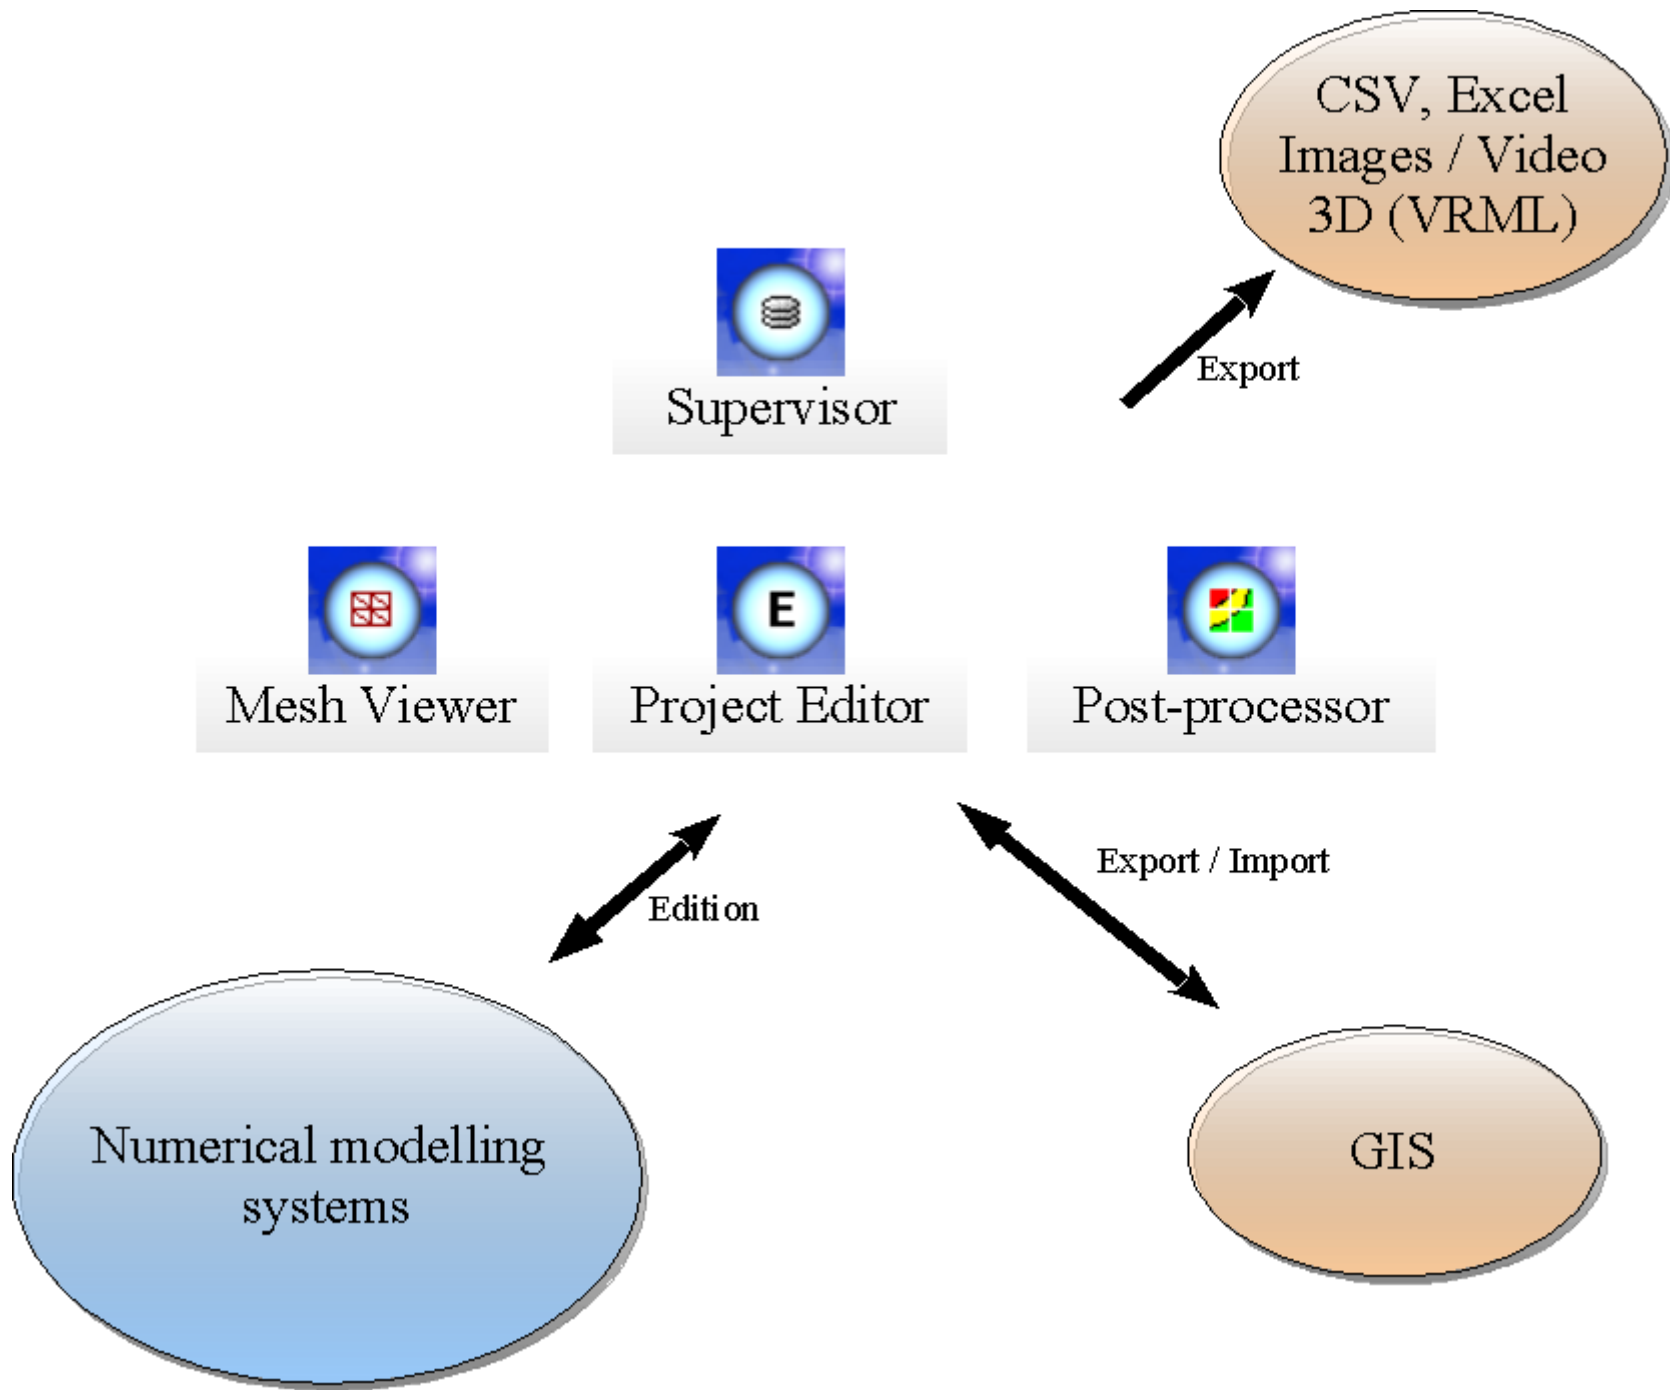 CSV, Excel
Images / Video
3D (VRML)
Export
Supervisor
E
Mesh Viewer
Project Editor
Post-processor
Export / Import
Edition
Numerical modelling
systems
GIS